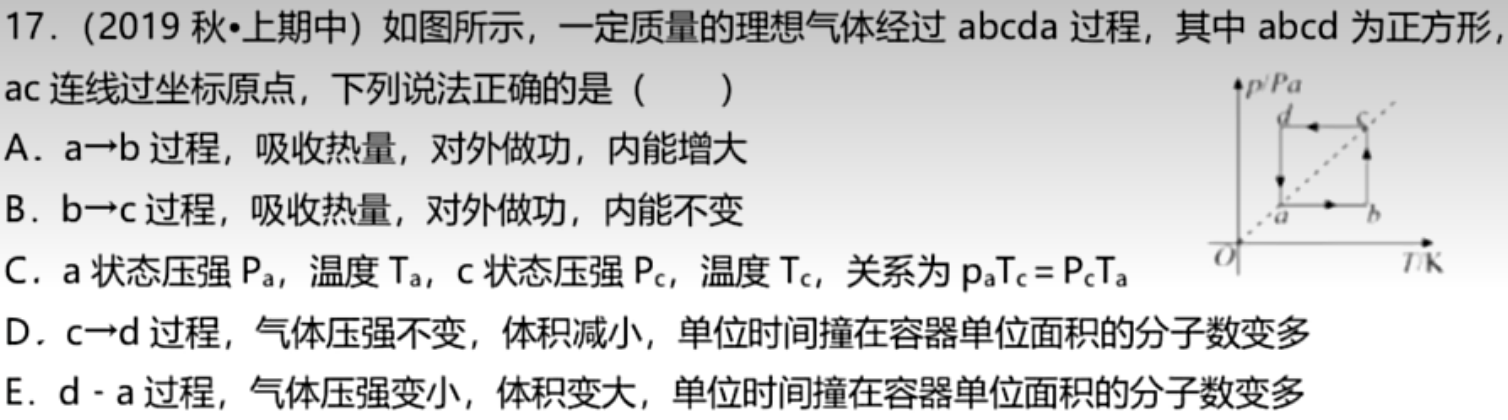 17.(2019 秋•上期中) 如图所示，一定质量的理想气体经过 abcda 过程，其中 abcd 为正方形，
ac 连线过坐标原点，下列说法正确的是（　　）
A．a→b 过程，吸收热量，对外做功，内能增大
B．b→c 过程，吸收热量，对外做功，内能不变
C．a 状态压强 Pₐ，温度 Tₐ，c 状态压强 P꜀，温度 T꜀，关系为 pₐT꜀ = P꜀Tₐ
D．c→d 过程，气体压强不变，体积减小，单位时间撞在容器单位面积的分子数变多
E．d - a 过程，气体压强变小，体积变大，单位时间撞在容器单位面积的分子数变多
p/Pa
d
c
a
b
O
T/K